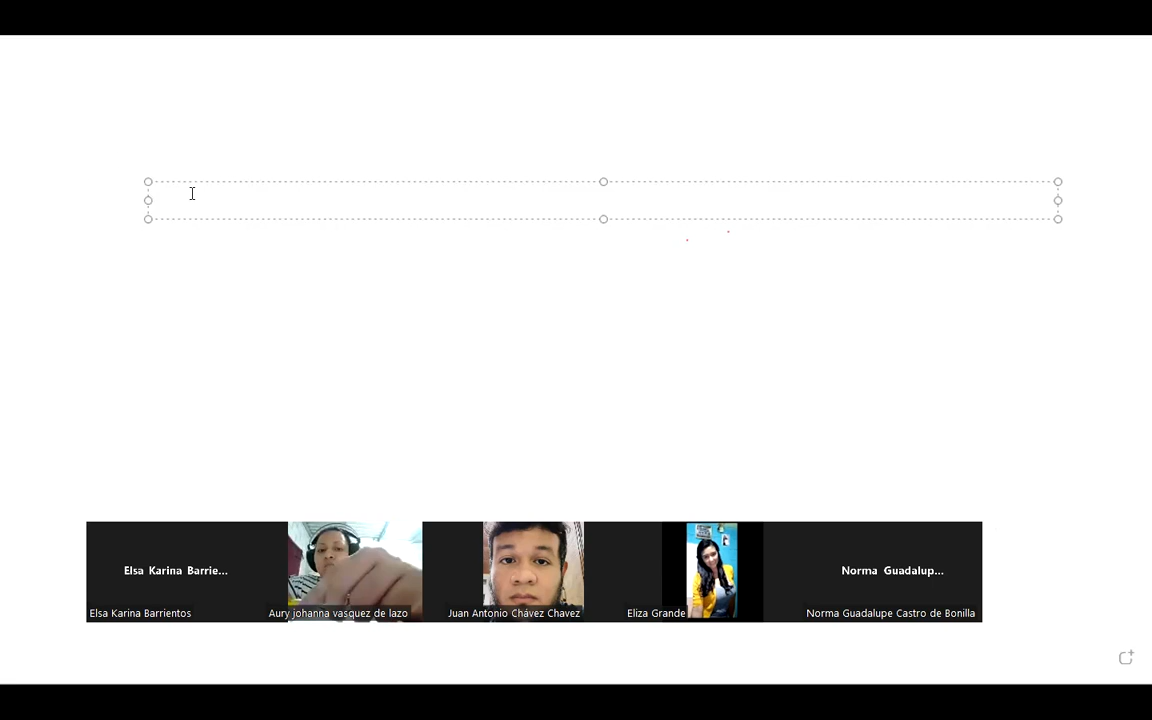 Elsa Karina Barrie...
Norma Guadalup...
Elsa Karina Barrientos
Aury johanna vasquez de lazo
Juan Antonio Chávez Chavez
Eliza Grande
Norma Guadalupe Castro de Bonilla